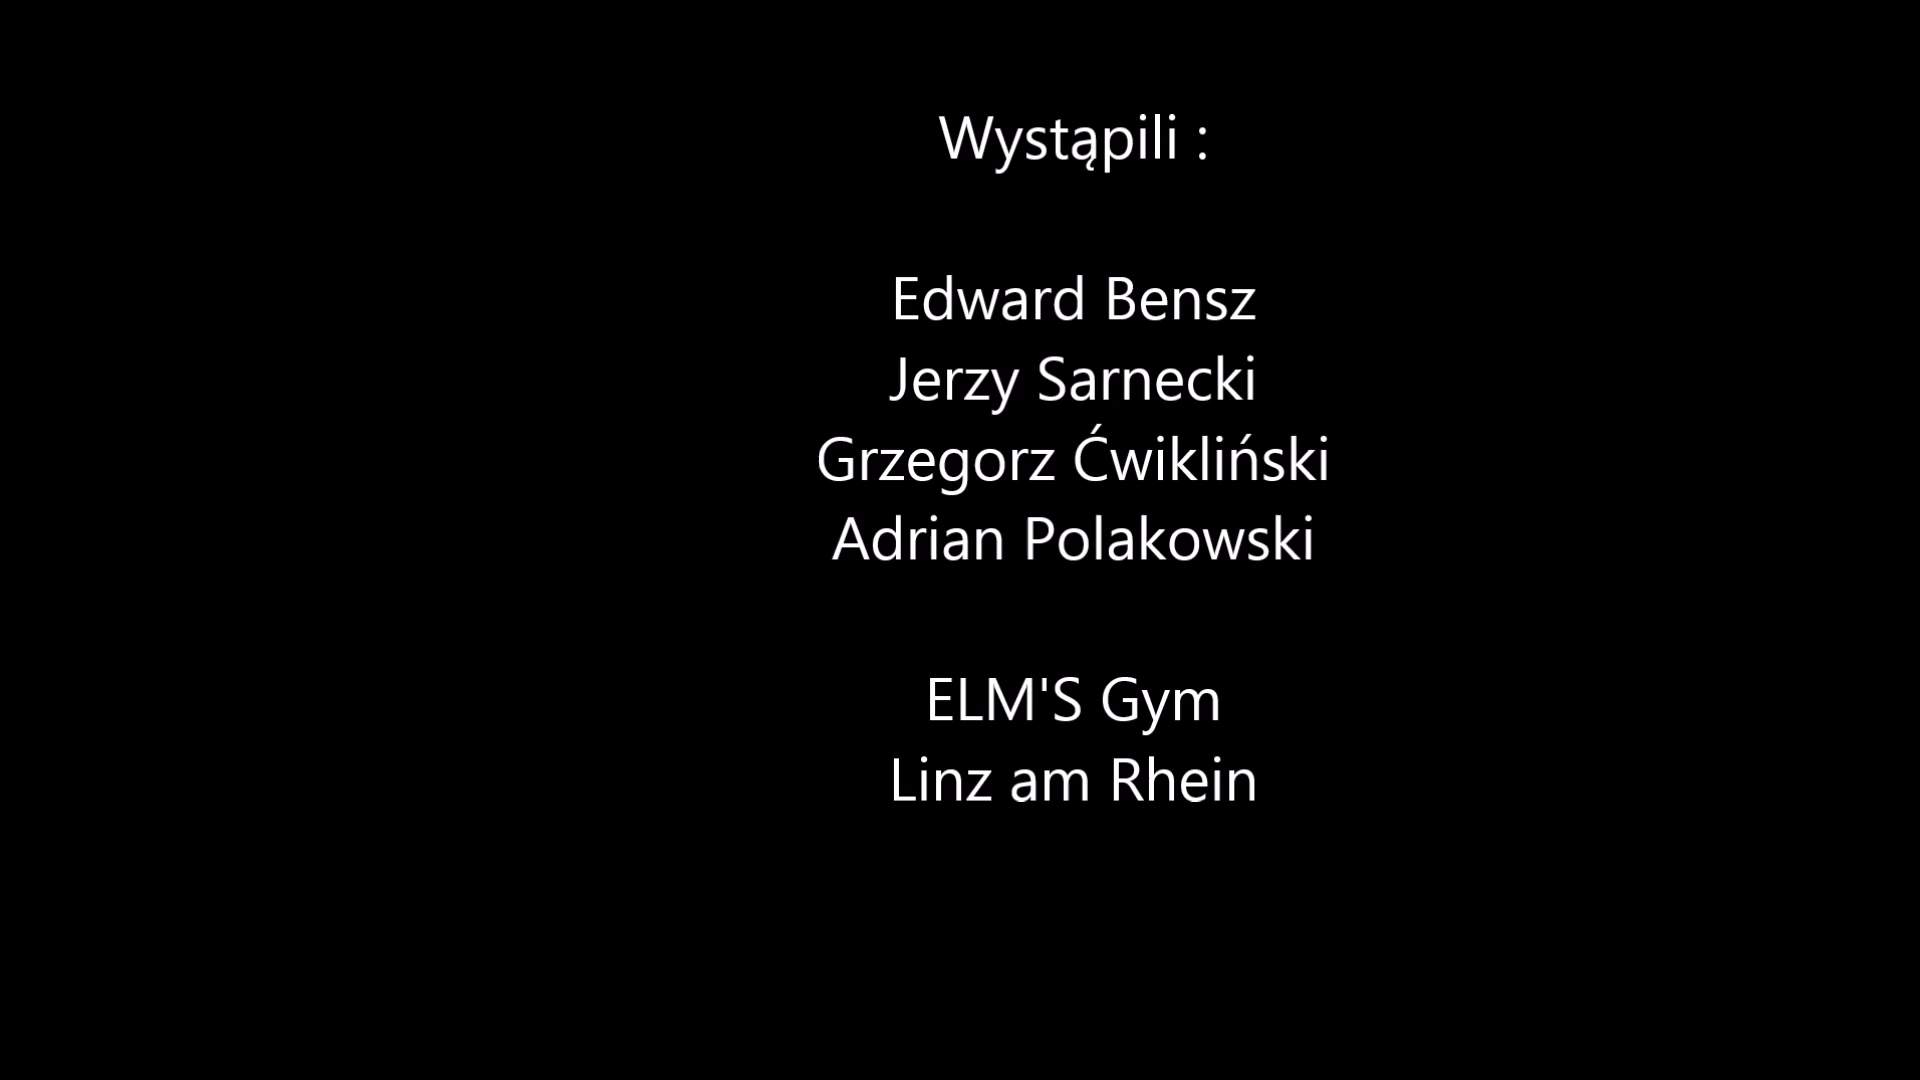 Wystąpili :
Edward Bensz
Jerzy Sarnecki
Grzegorz Ćwikliński
Adrian Polakowski
ELM'S Gym
Linz am Rhein